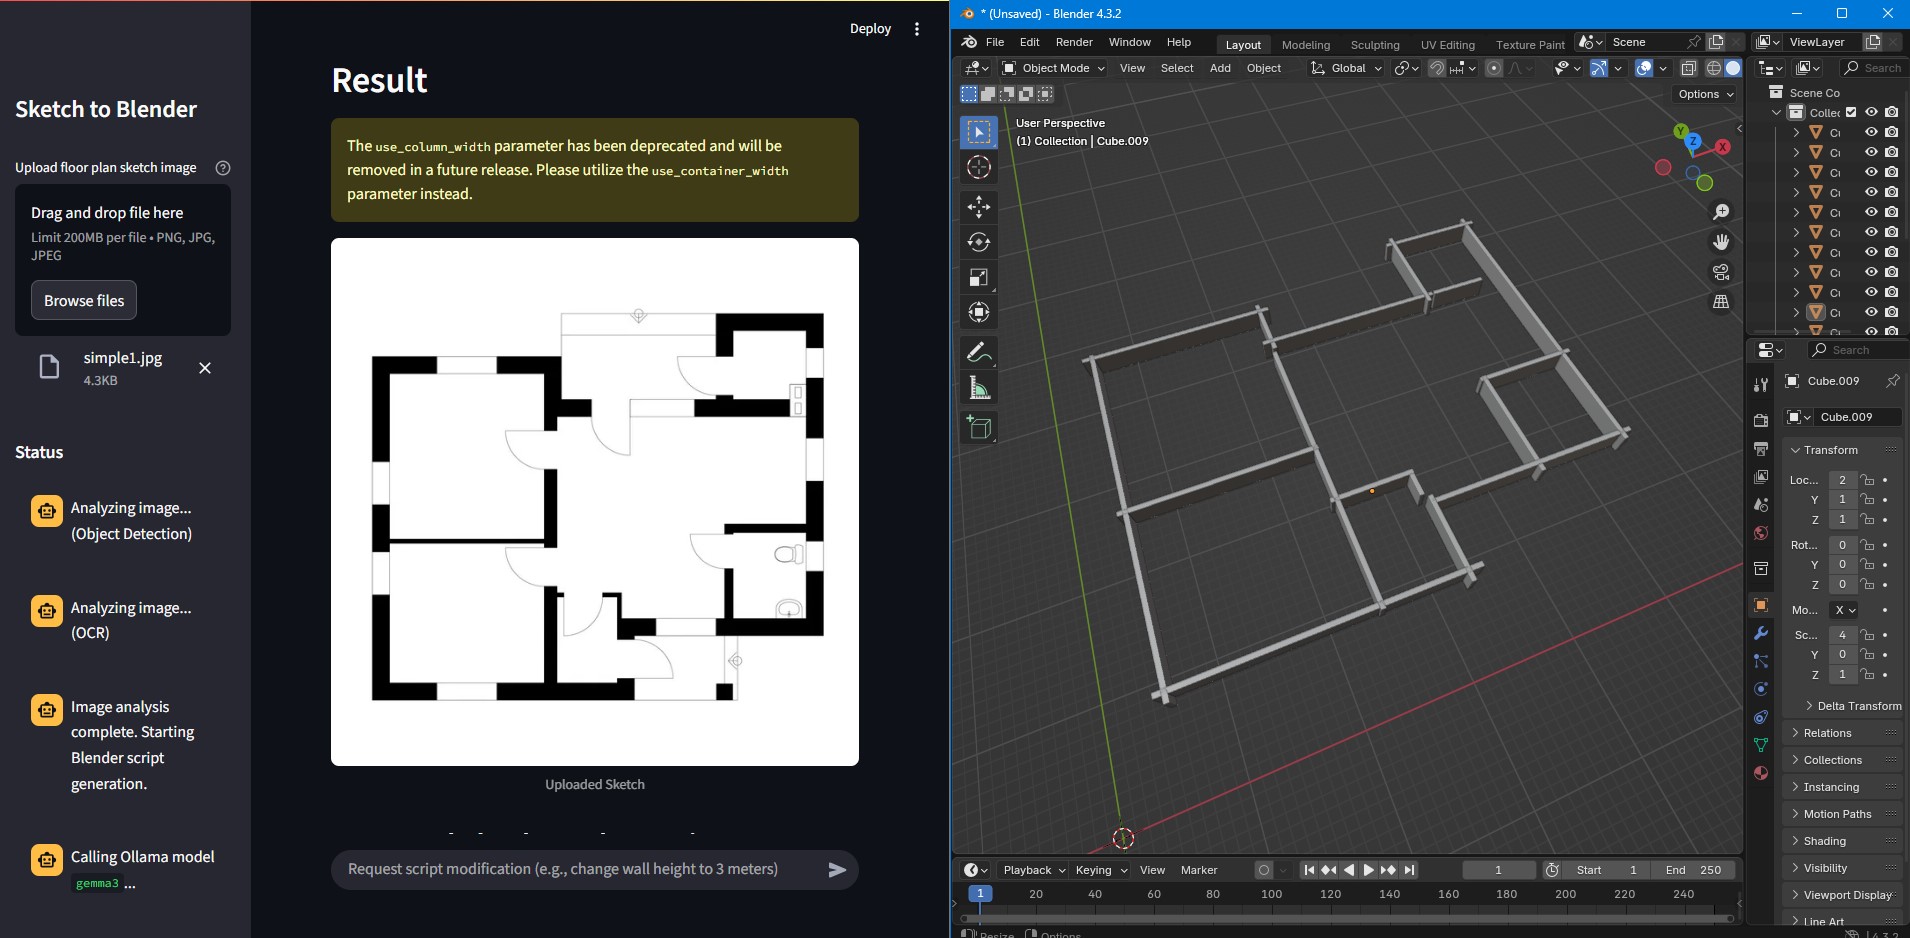 Deploy
Sketch to Blender
Upload floor plan sketch image
Drag and drop file here
Limit 200MB per file • PNG, JPG,
JPEG
Browse files
simple1.jpg
4.3KB
Status
Analyzing image...
(Object Detection)
Analyzing image...
(OCR)
Image analysis
complete. Starting
Blender script
generation.
Calling Ollama model
gemma3 ...
Result
The use_column_width parameter has been deprecated and will
be removed in a future release. Please utilize the use_container_width
parameter instead.
Uploaded Sketch
Request script modification (e.g., change wall height to 3 meters)
* (Unsaved) - Blender 4.3.2
File Edit Render Window Help
Layout Modeling Sculpting UV Editing Texture Paint
Scene
ViewLayer
Object Mode View Select Add Object Global
Search
Options
User Perspective
(1) Collection | Cube.009
Y
Z
X
Scene Co
Collec
Search
Cube.009
Cube.009
Transform
Loc... 2
Y 1
Z 1
Rot... 0
Y 0
Z 0
Mo... X
Sc... 4
Y 0
Z 1
Delta Transform
Relations
Collections
Instancing
Motion Paths
Shading
Visibility
Viewport Display
Line Art
Playback Keying View Marker
1
Start 1
End 250
1 20 40 60 80 100 120 140 160 180 200 220 240
Resize Options
4.3.2